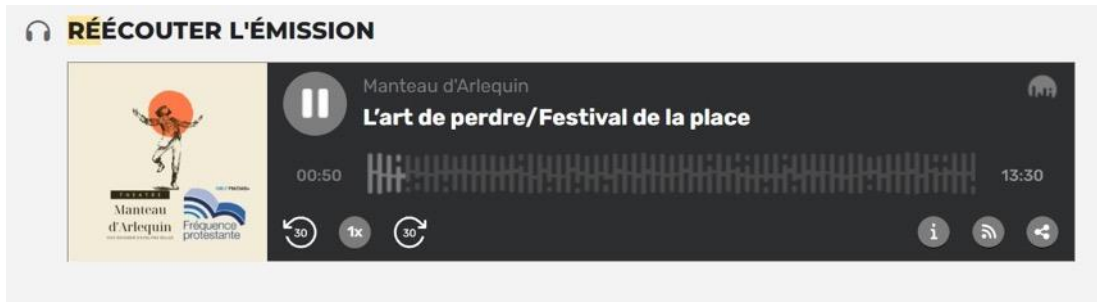 RÉÉCOUTER L'ÉMISSION
Manteau d'Arlequin
L’art de perdre/Festival de la place
00:50
13:30
THEATRE
Manteau
d'Arlequin
Fréquence
protestante
30
1x
30
i